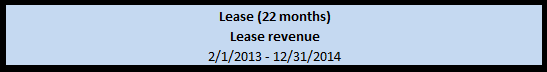 Lease (22 months)
Lease revenue
2/1/2013 - 12/31/2014